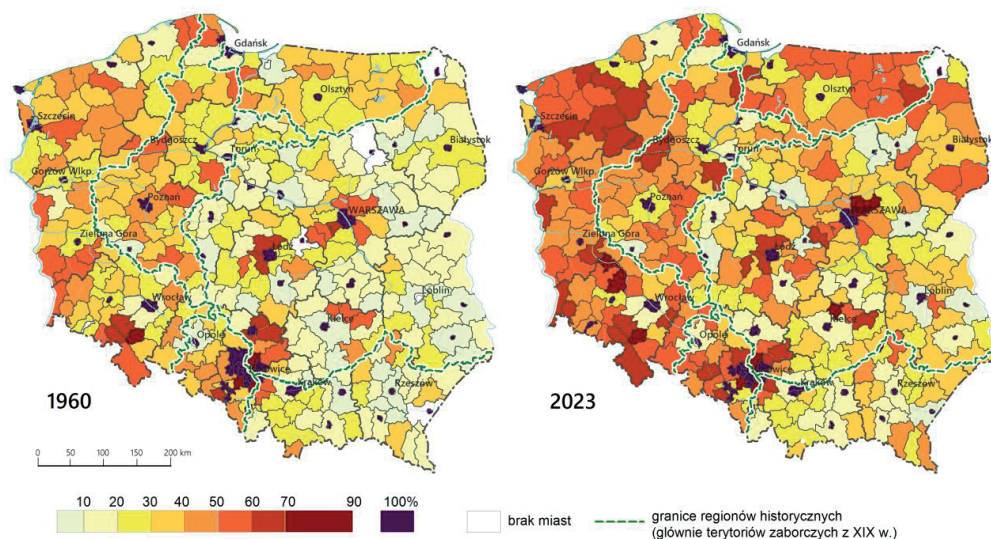 Gdańsk
Olsztyn
Szczecin
Białystok
Bydgoszcz
Toruń
Gorzów Wlkp.
Poznań
WARSZAWA
Zielona Góra
Łódź
Lublin
Wrocław
Kielce
Opole
Kraków
Rzeszów
1960
0 50 100 150 200 km
Gdańsk
Olsztyn
Szczecin
Białystok
Bydgoszcz
Toruń
Gorzów Wlkp.
Poznań
Zielona Góra
Łódź
Lublin
Wrocław
Kielce
Opole
Kraków
Rzeszów
2023
10 20 30 40 50 60 70 90 100%
brak miast
granice regionów historycznych
(głównie terytoriów zaborczych z XIX w.)